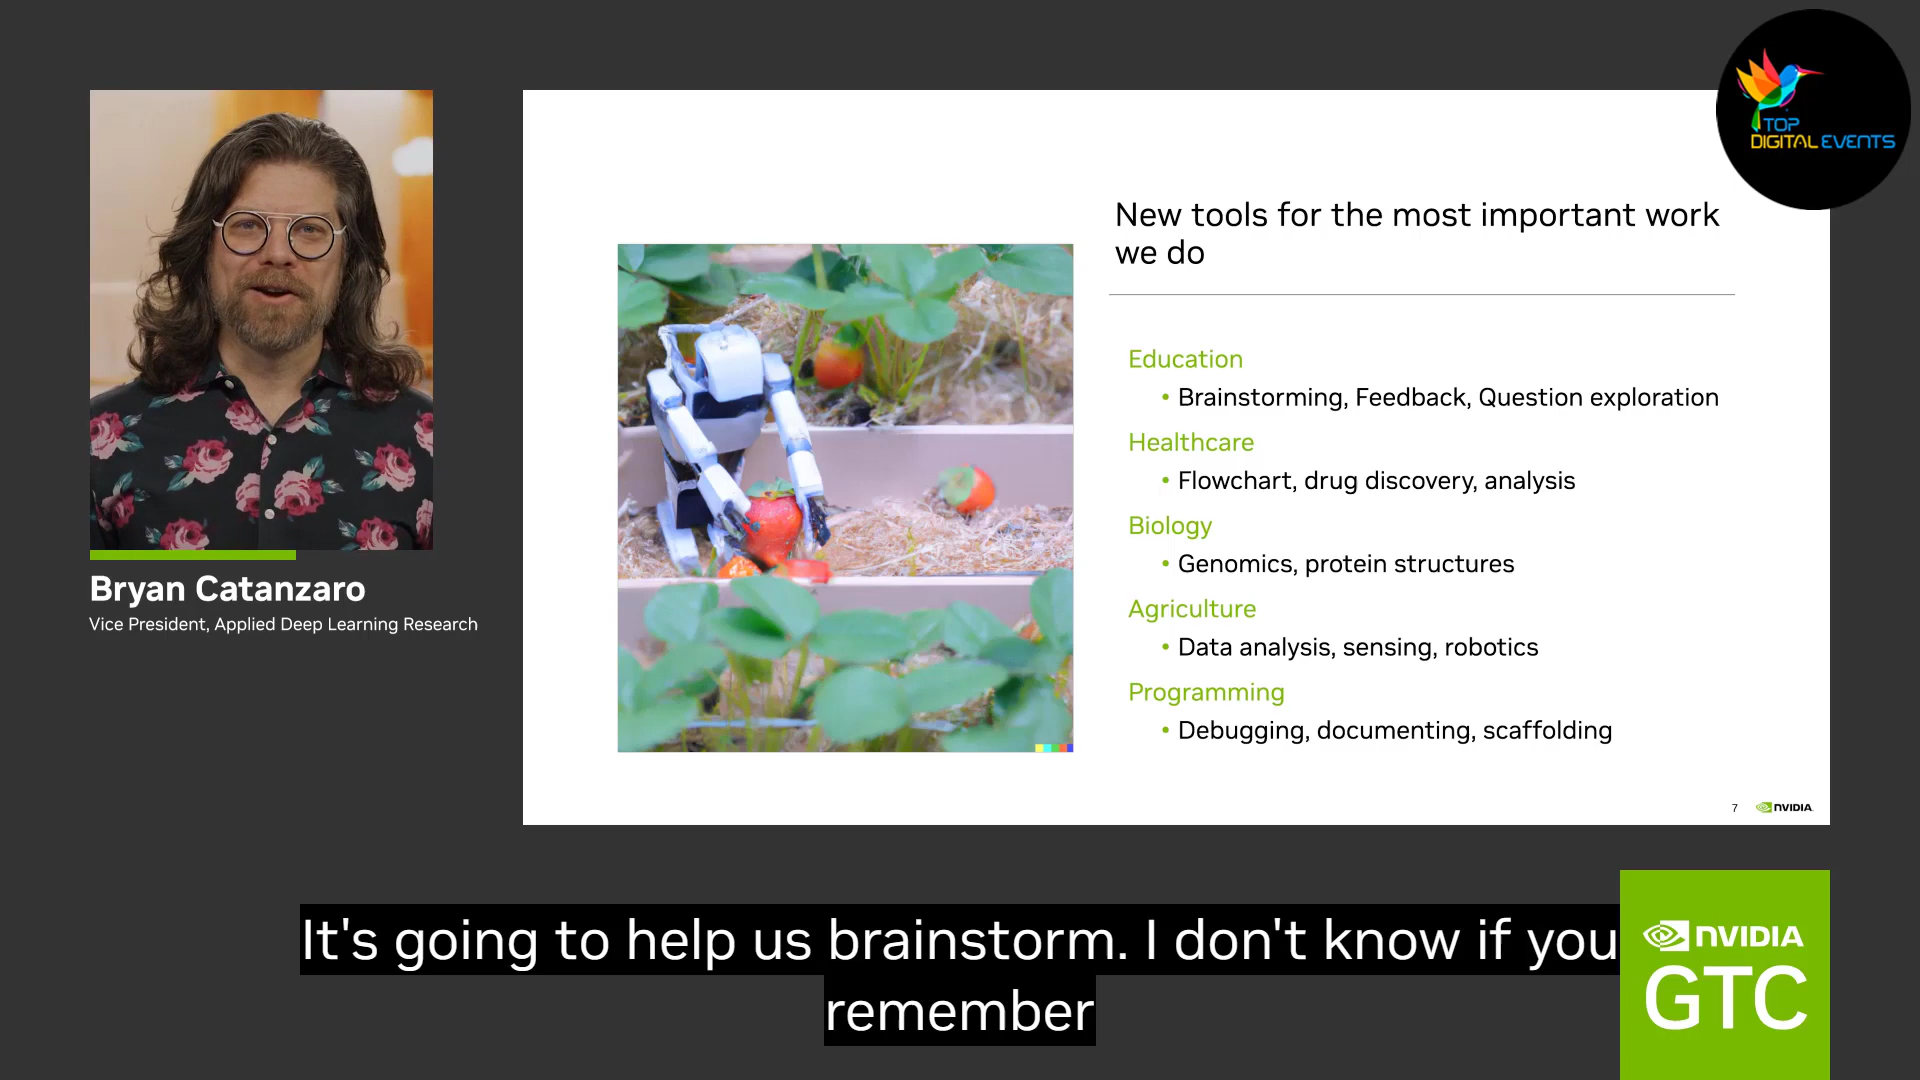 TOP
DIGITAL EVENTS
New tools for the most important work
we do
Education
• Brainstorming, Feedback, Question exploration
Healthcare
• Flowchart, drug discovery, analysis
Biology
• Genomics, protein structures
Agriculture
• Data analysis, sensing, robotics
Programming
• Debugging, documenting, scaffolding
7 NVIDIA
Bryan Catanzaro
Vice President, Applied Deep Learning Research
It's going to help us brainstorm. I don't know if you
remember
NVIDIA
GTC